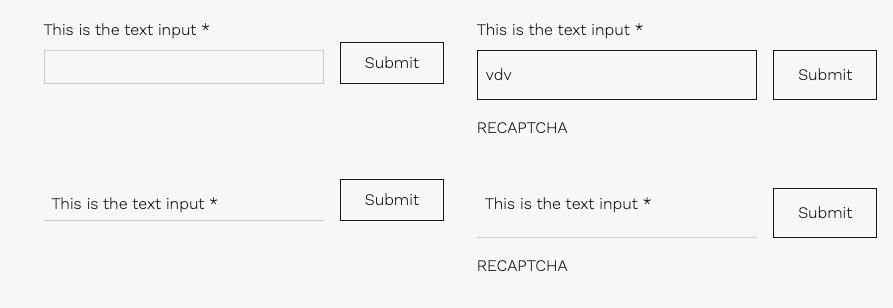 This is the text input *
This is the text input *
Submit
vdv
Submit
RECAPTCHA
This is the text input *
Submit
This is the text input *
Submit
RECAPTCHA